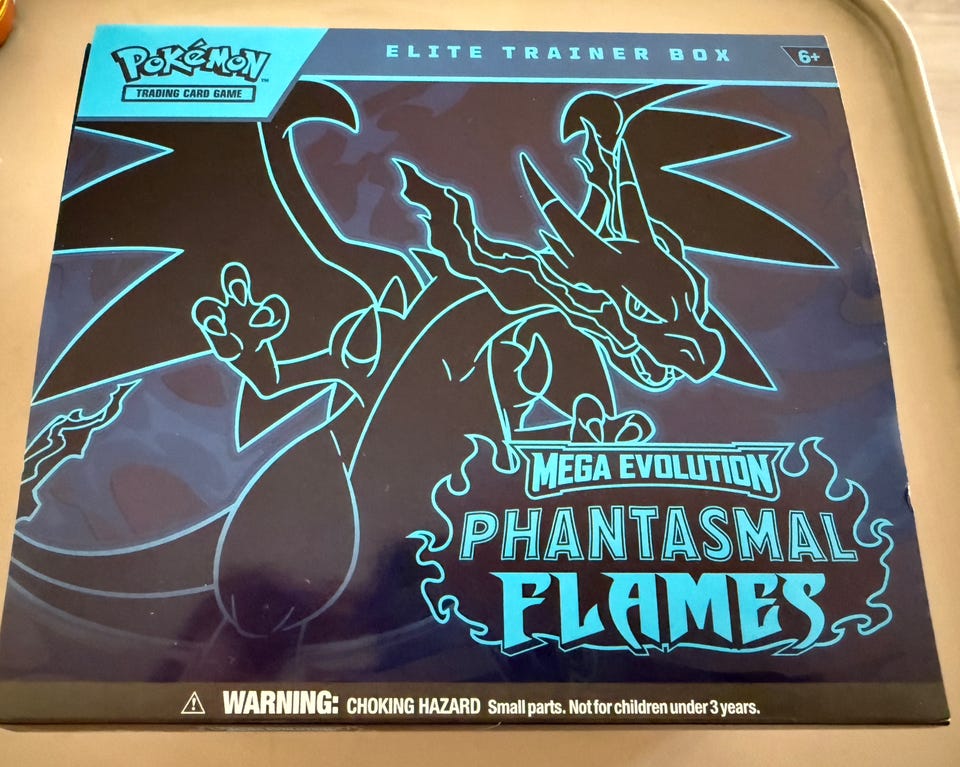 POKéMON™
TRADING CARD GAME
ELITE TRAINER BOX
6+
MEGA EVOLUTION
PHANTASMAL
FLAMES
⚠ WARNING: CHOKING HAZARD Small parts. Not for children under 3 years.